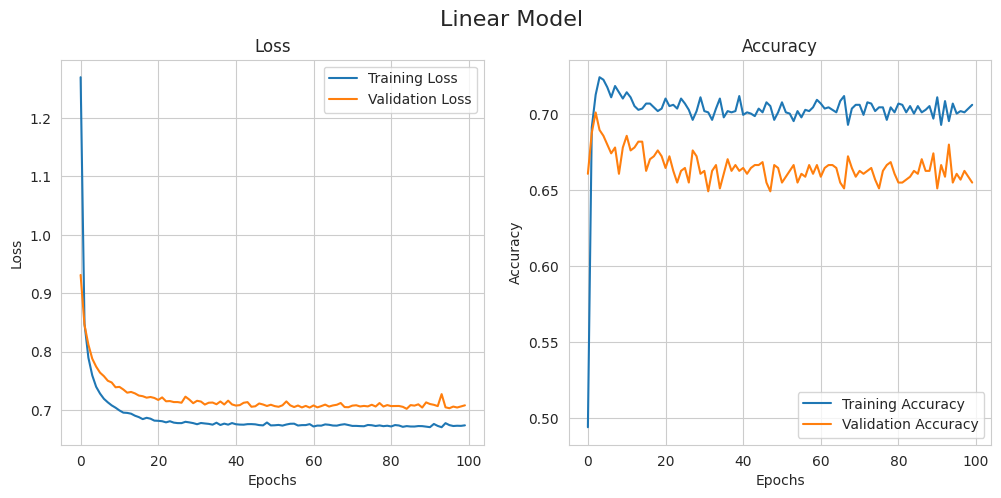 Linear Model
Loss
Training Loss
Validation Loss
1.2
1.1
1.0
0.9
0.8
0.7
0 20 40 60 80 100
Epochs
Loss
Accuracy
Training Accuracy
Validation Accuracy
0.70
0.65
0.60
0.55
0.50
0 20 40 60 80 100
Epochs
Accuracy